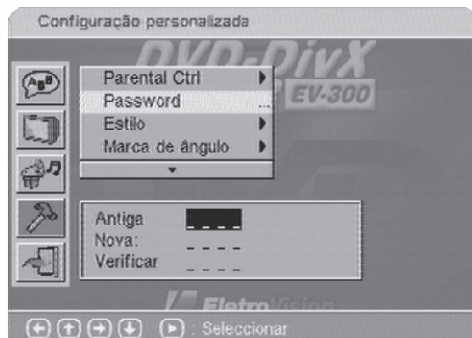 Configuração personalizada
DVD-DivX
EV-300
Parental Ctrl
Password ...
Estilo
Marca de ângulo
Antiga _ _ _ _
Nova: _ _ _ _
Verificar _ _ _ _
EletroVision
: Seleccionar